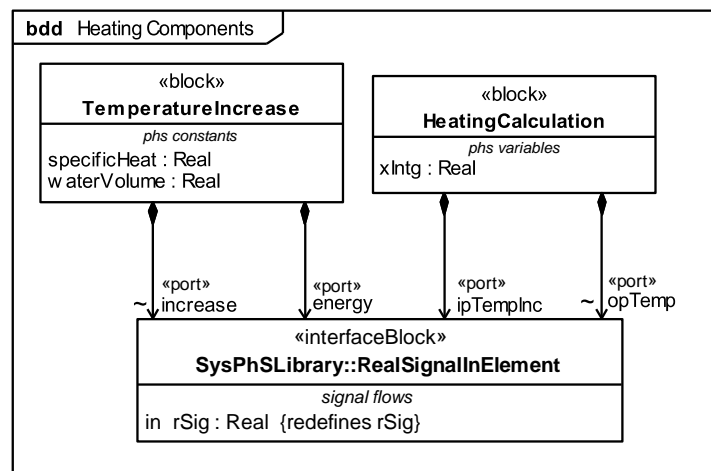 bdd Heating Components
«block»
TemperatureIncrease
phs constants
specificHeat : Real
waterVolume : Real
«block»
HeatingCalculation
phs variables
xIntg : Real
«port»
~ increase
«port»
energy
«port»
ipTempInc
«port»
~ opTemp
«interfaceBlock»
SysPhSLibrary::RealSignalInElement
signal flows
in rSig : Real {redefines rSig}